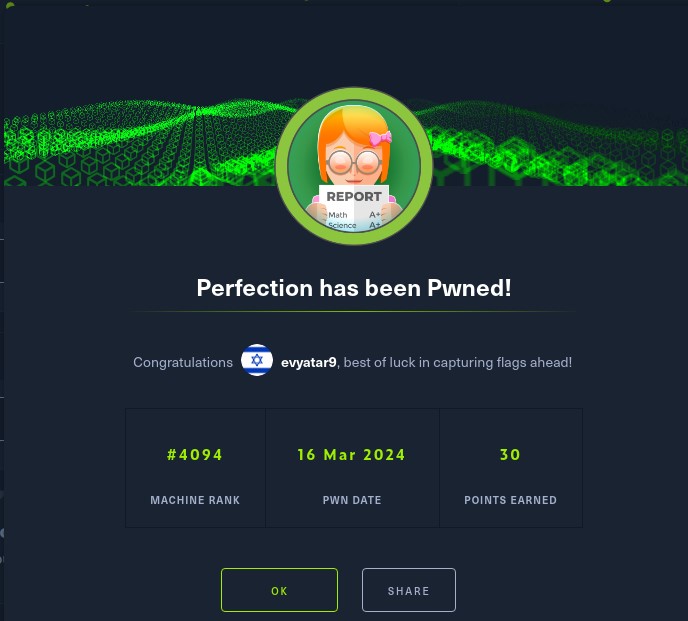 REPORT
Math A+
Science A+
Perfection has been Pwned!
Congratulations evyatar9, best of luck in capturing flags ahead!
#4094 16 Mar 2024 30
MACHINE RANK PWN DATE POINTS EARNED
OK SHARE